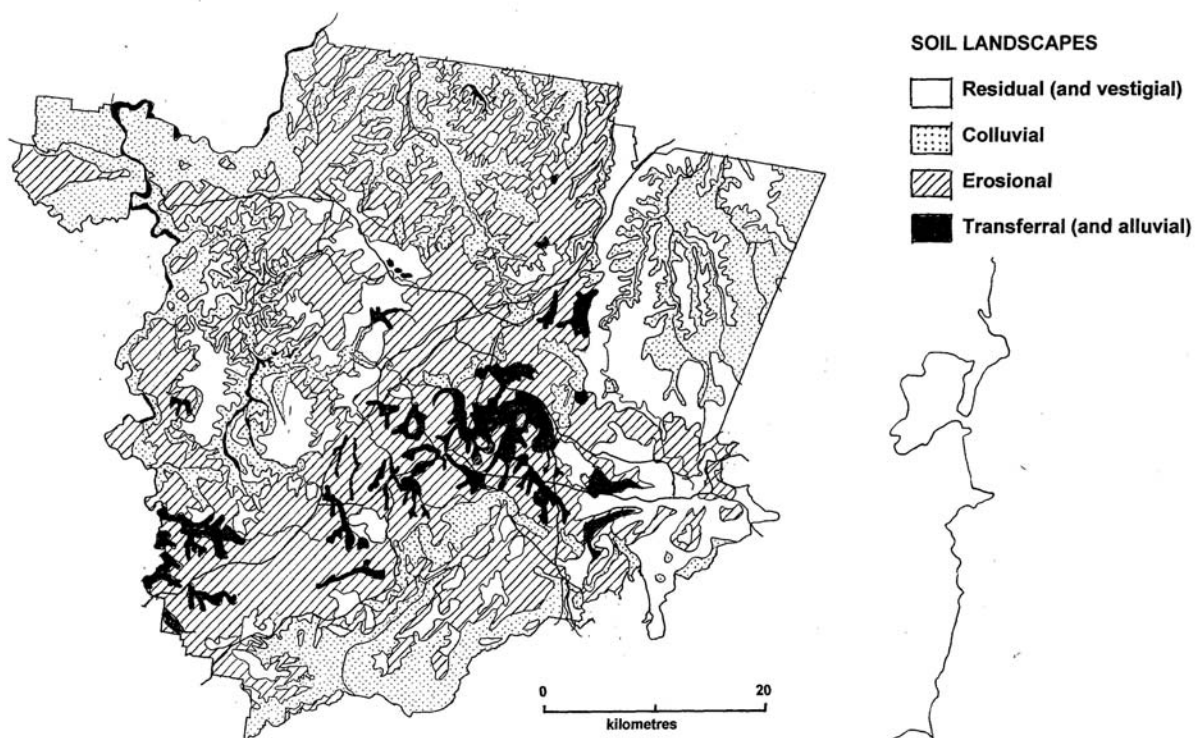 SOIL LANDSCAPES
Residual (and vestigial)
Colluvial
Erosional
Transferral (and alluvial)
0 20
kilometres